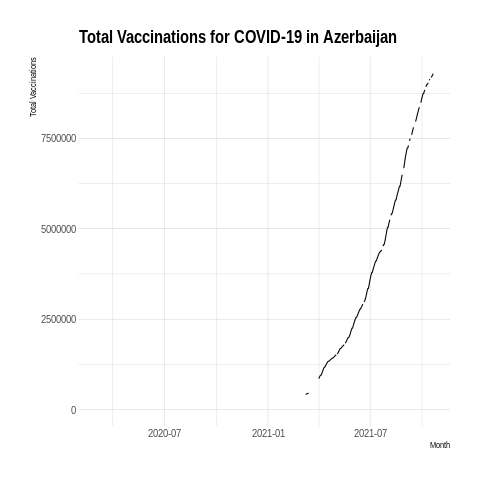 Total Vaccinations for COVID-19 in Azerbaijan
Total Vaccinations
7500000
5000000
2500000
0
2020-07 2021-01 2021-07
Month